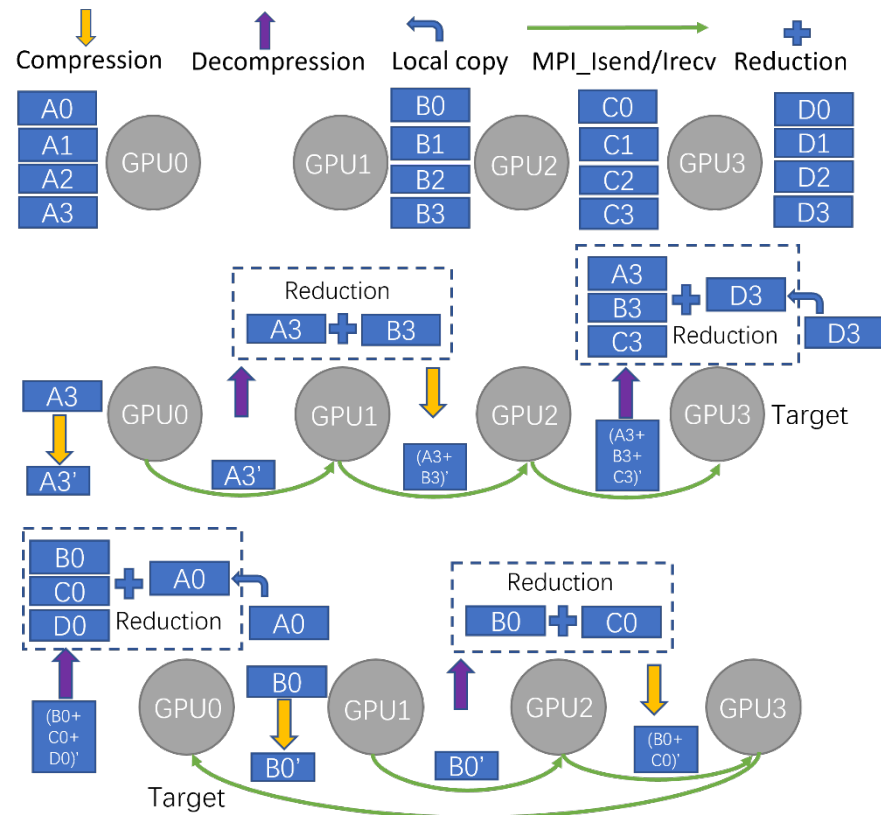 Compression
Decompression
Local copy
MPI_Isend/Irecv
Reduction
A0
A1
A2
A3
GPU0
GPU1
B0
B1
B2
B3
GPU2
C0
C1
C2
C3
GPU3
D0
D1
D2
D3
Reduction
A3
B3
A3
B3
C3
D3
Reduction
D3
A3
A3'
GPU0
A3'
GPU1
(A3+
B3)'
GPU2
(A3+
B3+
C3)'
GPU3
Target
B0
C0
D0
A0
Reduction
A0
Reduction
B0
C0
(B0+
C0+
D0)'
GPU0
B0
B0'
GPU1
B0'
GPU2
(B0+
C0)'
GPU3
Target